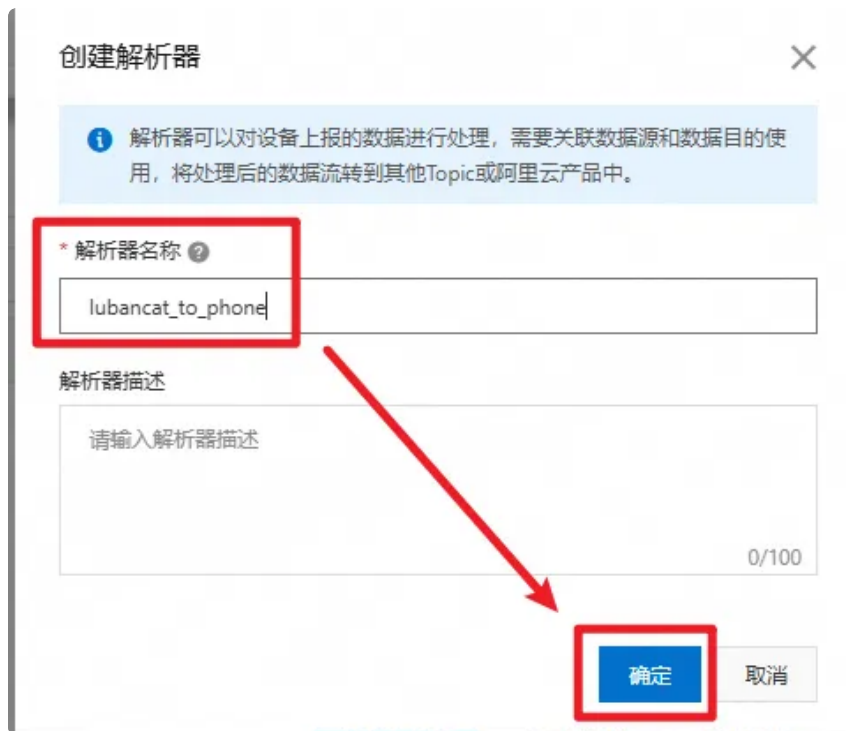 创建解析器
解析器可以对设备上报的数据进行处理，需要关联数据源和数据目的使
用，将处理后的数据流转到其他Topic或阿里云产品中。
* 解析器名称
lubancat_to_phone
解析器描述
请输入解析器描述
0/100
确定
取消